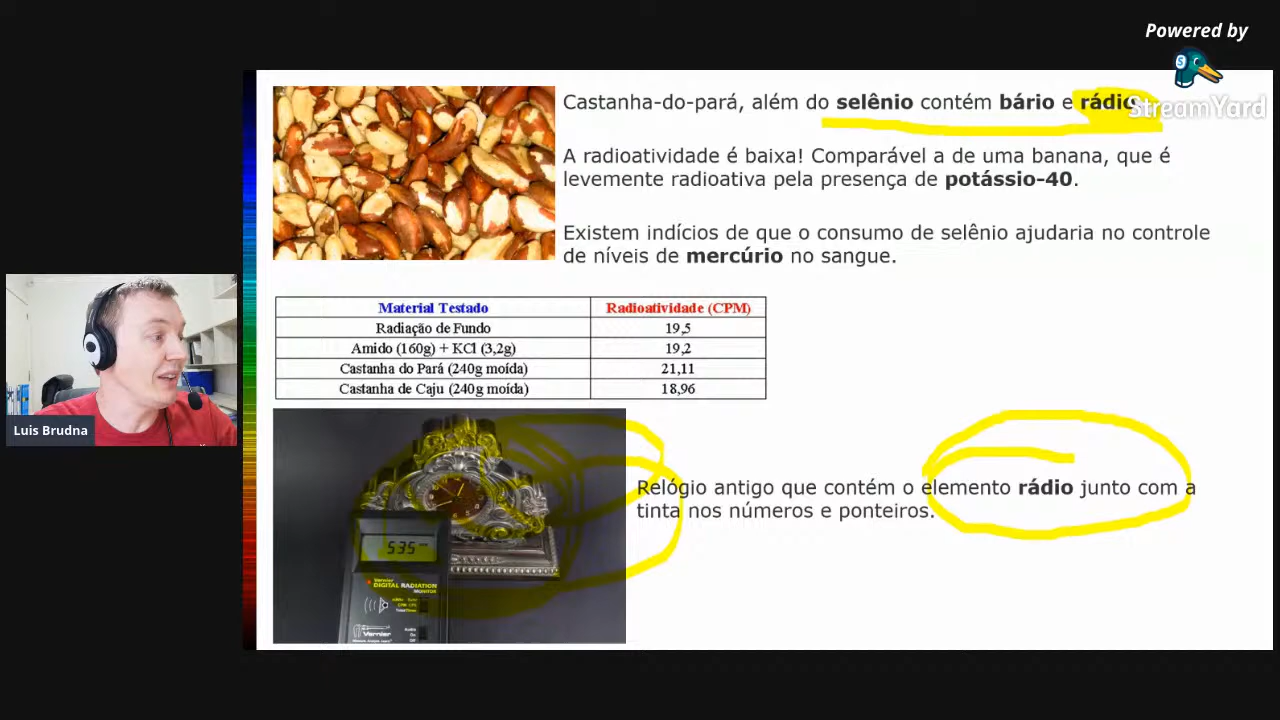 Powered by
StreamYard
Castanha-do-pará, além do selênio contém bário e rádio
A radioatividade é baixa! Comparável a de uma banana, que é
levemente radioativa pela presença de potássio-40.
Existem indícios de que o consumo de selênio ajudaria no controle
de níveis de mercúrio no sangue.
Material Testado Radioatividade (CPM)
Radiação de Fundo 19,5
Amido (160g) + KCl (3,2g) 19,2
Castanha do Pará (240g moída) 21,11
Castanha de Caju (240g moída) 18,96
Luis Brudna
Relógio antigo que contém o elemento rádio junto com a
tinta nos números e ponteiros.
535
Vernier
DIGITAL RADIATION
MONITOR
Audio
On
Off
Vernier